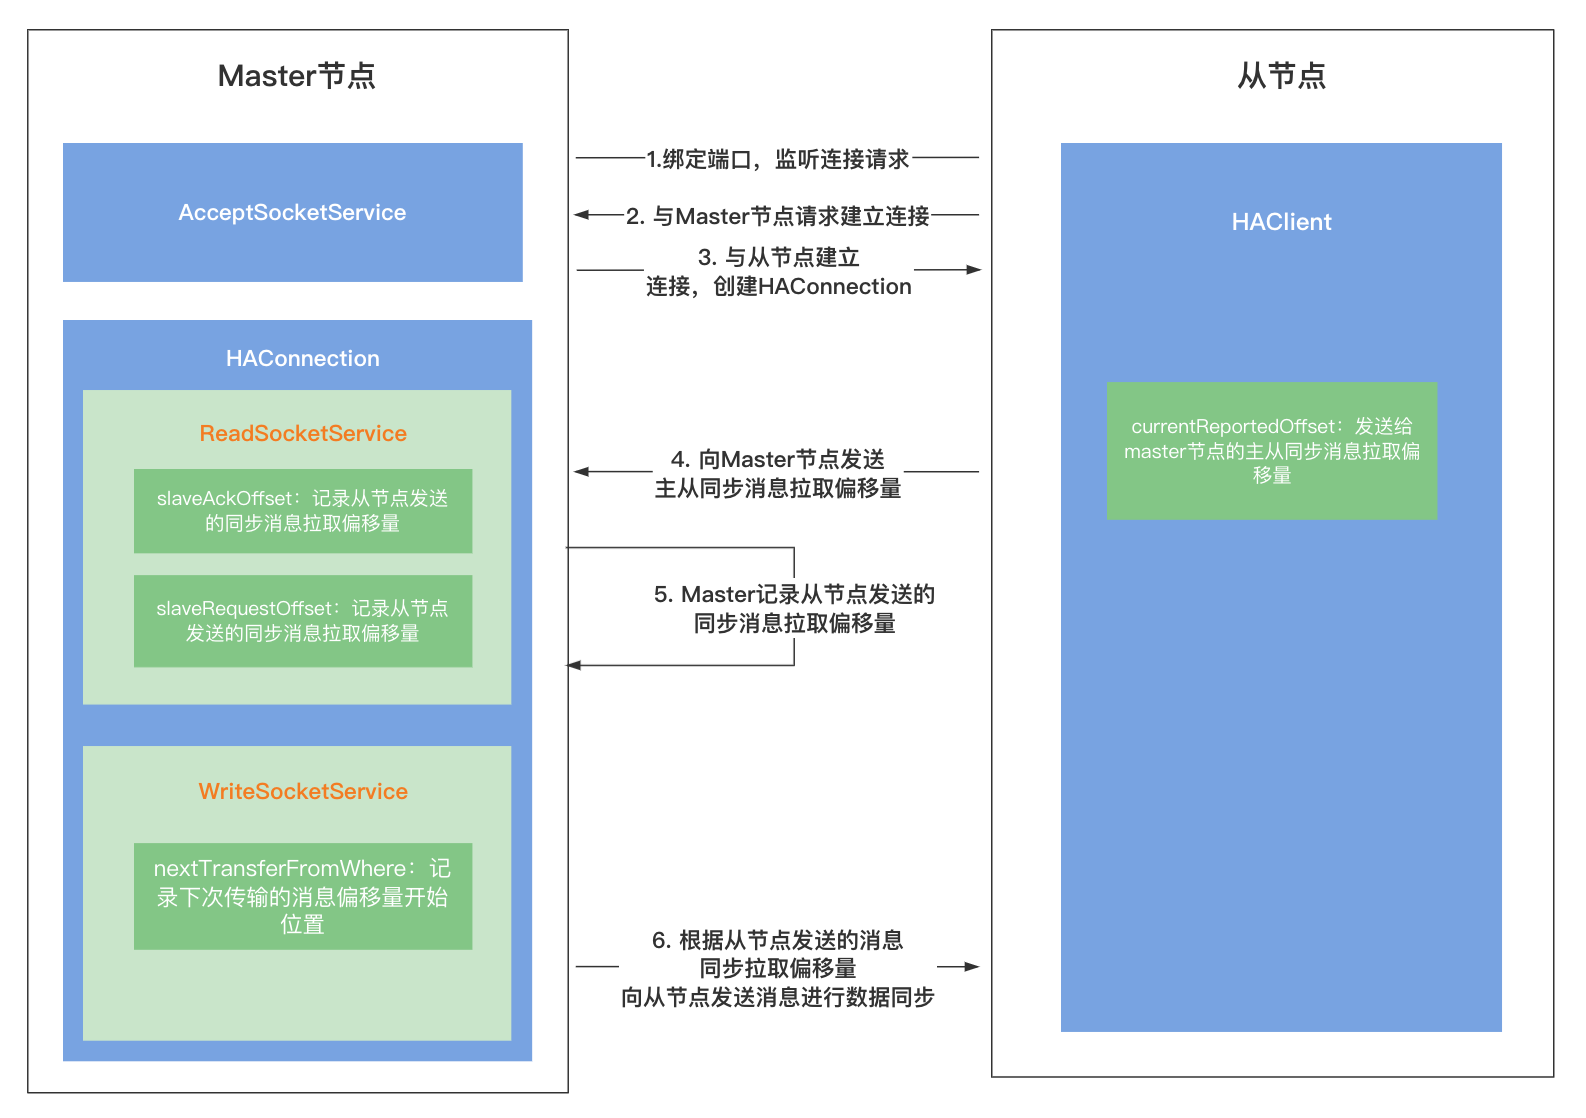 Master节点
AcceptSocketService
HAConnection
ReadSocketService
slaveAckOffset：记录从节点发送
的同步消息拉取偏移量
slaveRequestOffset：记录从节点
发送的同步消息拉取偏移量
WriteSocketService
nextTransferFromWhere：记
录下次传输的消息偏移量开始
位置
1.绑定端口，监听连接请求
2. 与Master节点请求建立连接
3. 与从节点建立
连接，创建HAConnection
4. 向Master节点发送
主从同步消息拉取偏移量
5. Master记录从节点发送的
同步消息拉取偏移量
6. 根据从节点发送的消息
同步拉取偏移量
向从节点发送消息进行数据同步
从节点
HAClient
currentReportedOffset：发送给
master节点的主从同步消息拉取偏
移量